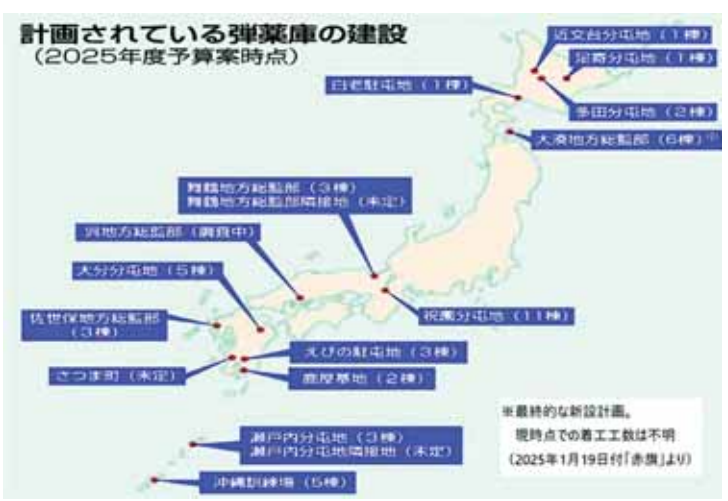 計画されている弾薬庫の建設
（2025年度予算案時点）
近文台分屯地（1棟）
足寄分屯地（1棟）
白老駐屯地（1棟）
多田分屯地（2棟）
大湊地方総監部（6棟）※
舞鶴地方総監部（3棟）
舞鶴地方総監部隣接地（未定）
呉地方総監部（調査中）
大分分屯地（5棟）
佐世保地方総監部
（3棟）
祝園分屯地（11棟）
えびの駐屯地（3棟）
さつま町（未定）
鹿屋基地（2棟）
瀬戸内分屯地（3棟）
瀬戸内分屯地隣接地（未定）
沖縄訓練場（5棟）
※最終的な新設計画。
現時点での着工工数は不明
（2025年1月19日付「赤旗」より）